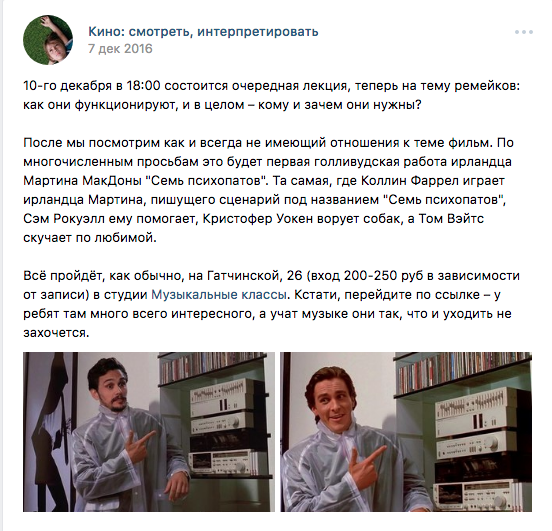 Кино: смотреть, интерпретировать
7 дек 2016
10-го декабря в 18:00 состоится очередная лекция, теперь на тему ремейков:
как они функционируют, и в целом – кому и зачем они нужны?
После мы посмотрим как и всегда не имеющий отношения к теме фильм. По
многочисленным просьбам это будет первая голливудская работа ирландца
Мартина МакДоны "Семь психопатов". Та самая, где Коллин Фаррел играет
ирландца Мартина, пишущего сценарий под названием "Семь психопатов",
Сэм Рокуэлл ему помогает, Кристофер Уокен ворует собак, а Том Вэйтс
скучает по любимой.
Всё пройдёт, как обычно, на Гатчинской, 26 (вход 200-250 руб в зависимости
от записи) в студии Музыкальные классы. Кстати, перейдите по ссылке – у
ребят там много всего интересного, а учат музыке они так, что и уходить не
захочется.